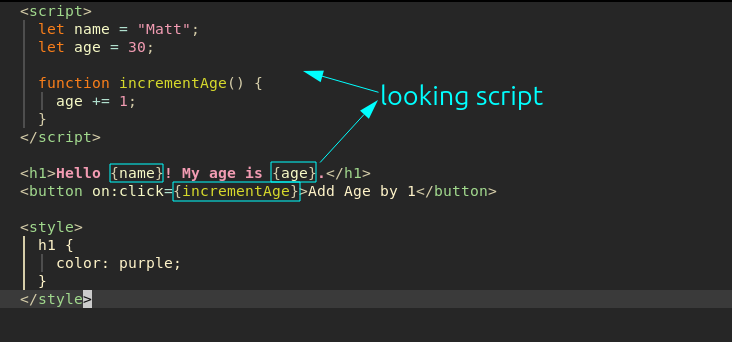 <script>
let name = "Matt";
let age = 30;
function incrementAge() {
age += 1;
}
looking script
</script>
<h1>Hello {name}! My age is {age}.</h1>
<button on:click={incrementAge}>Add Age by 1</button>
<style>
h1 {
color: purple;
}
</style>